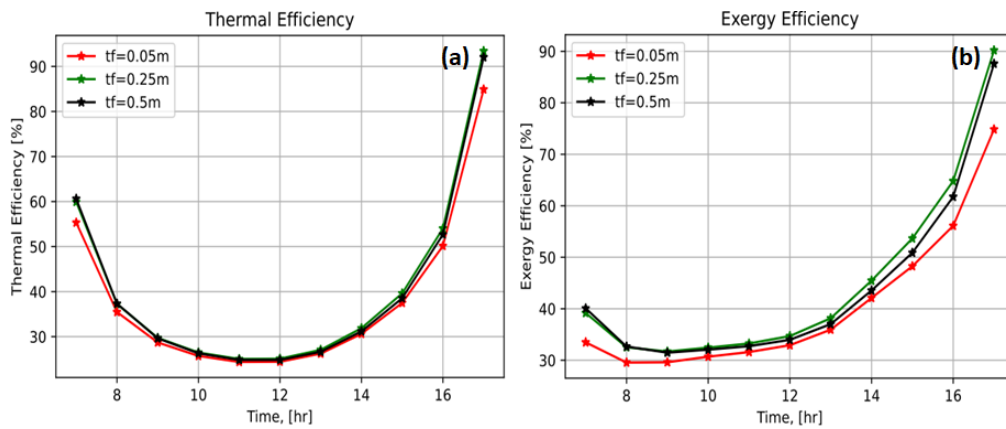 Thermal Efficiency
(a)
tf=0.05m
tf=0.25m
tf=0.5m
Thermal Efficiency [%]
90
80
70
60
50
40
30
8 10 12 14 16
Time, [hr]
Exergy Efficiency
(b)
tf=0.05m
tf=0.25m
tf=0.5m
Exergy Efficiency [%]
90
80
70
60
50
40
30
8 10 12 14 16
Time, [hr]